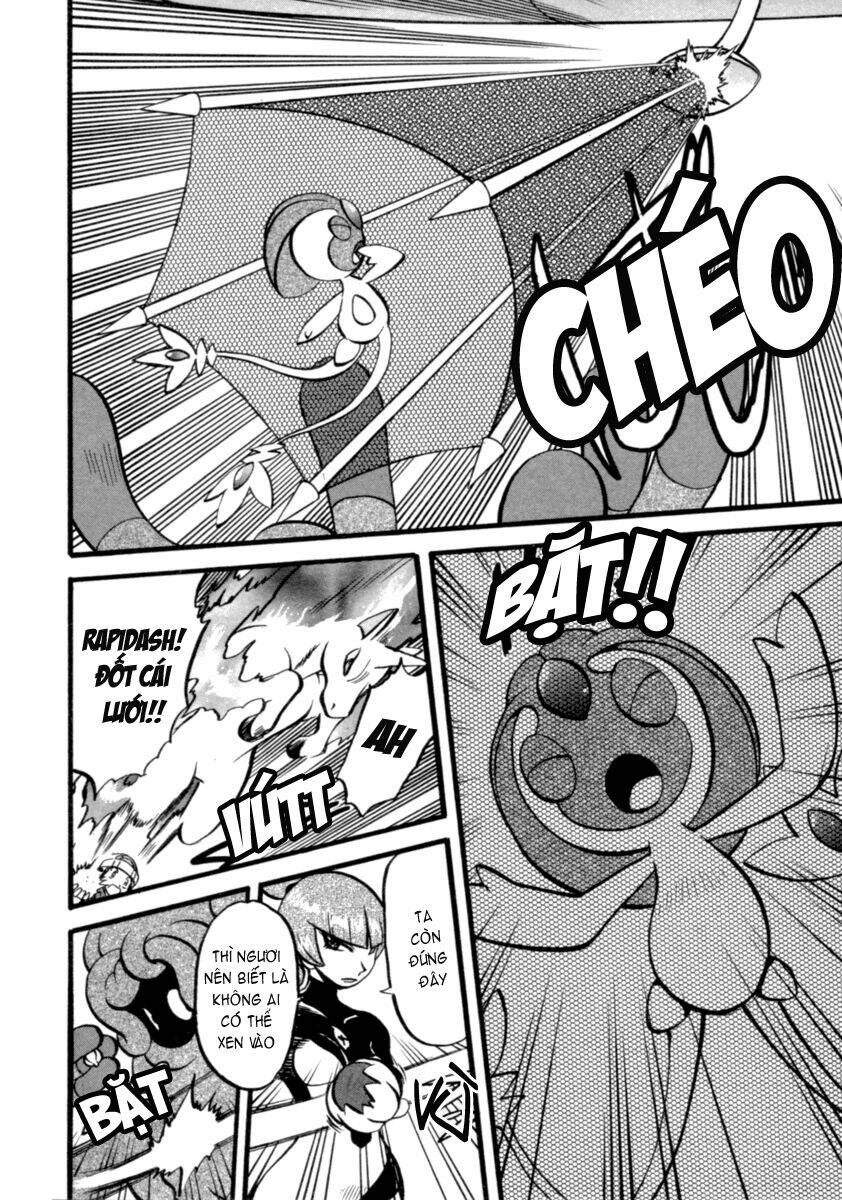 CHÉO
BẶT!!
RAPIDASH!
ĐỐT CÁI
LƯỚI!!
AH
VÚTT
TA
CÒN
ĐỨNG
ĐÂY
THÌ NGƯƠI
NÊN BIẾT LÀ
KHÔNG AI
CÓ THỂ
XEN VÀO
BẶT